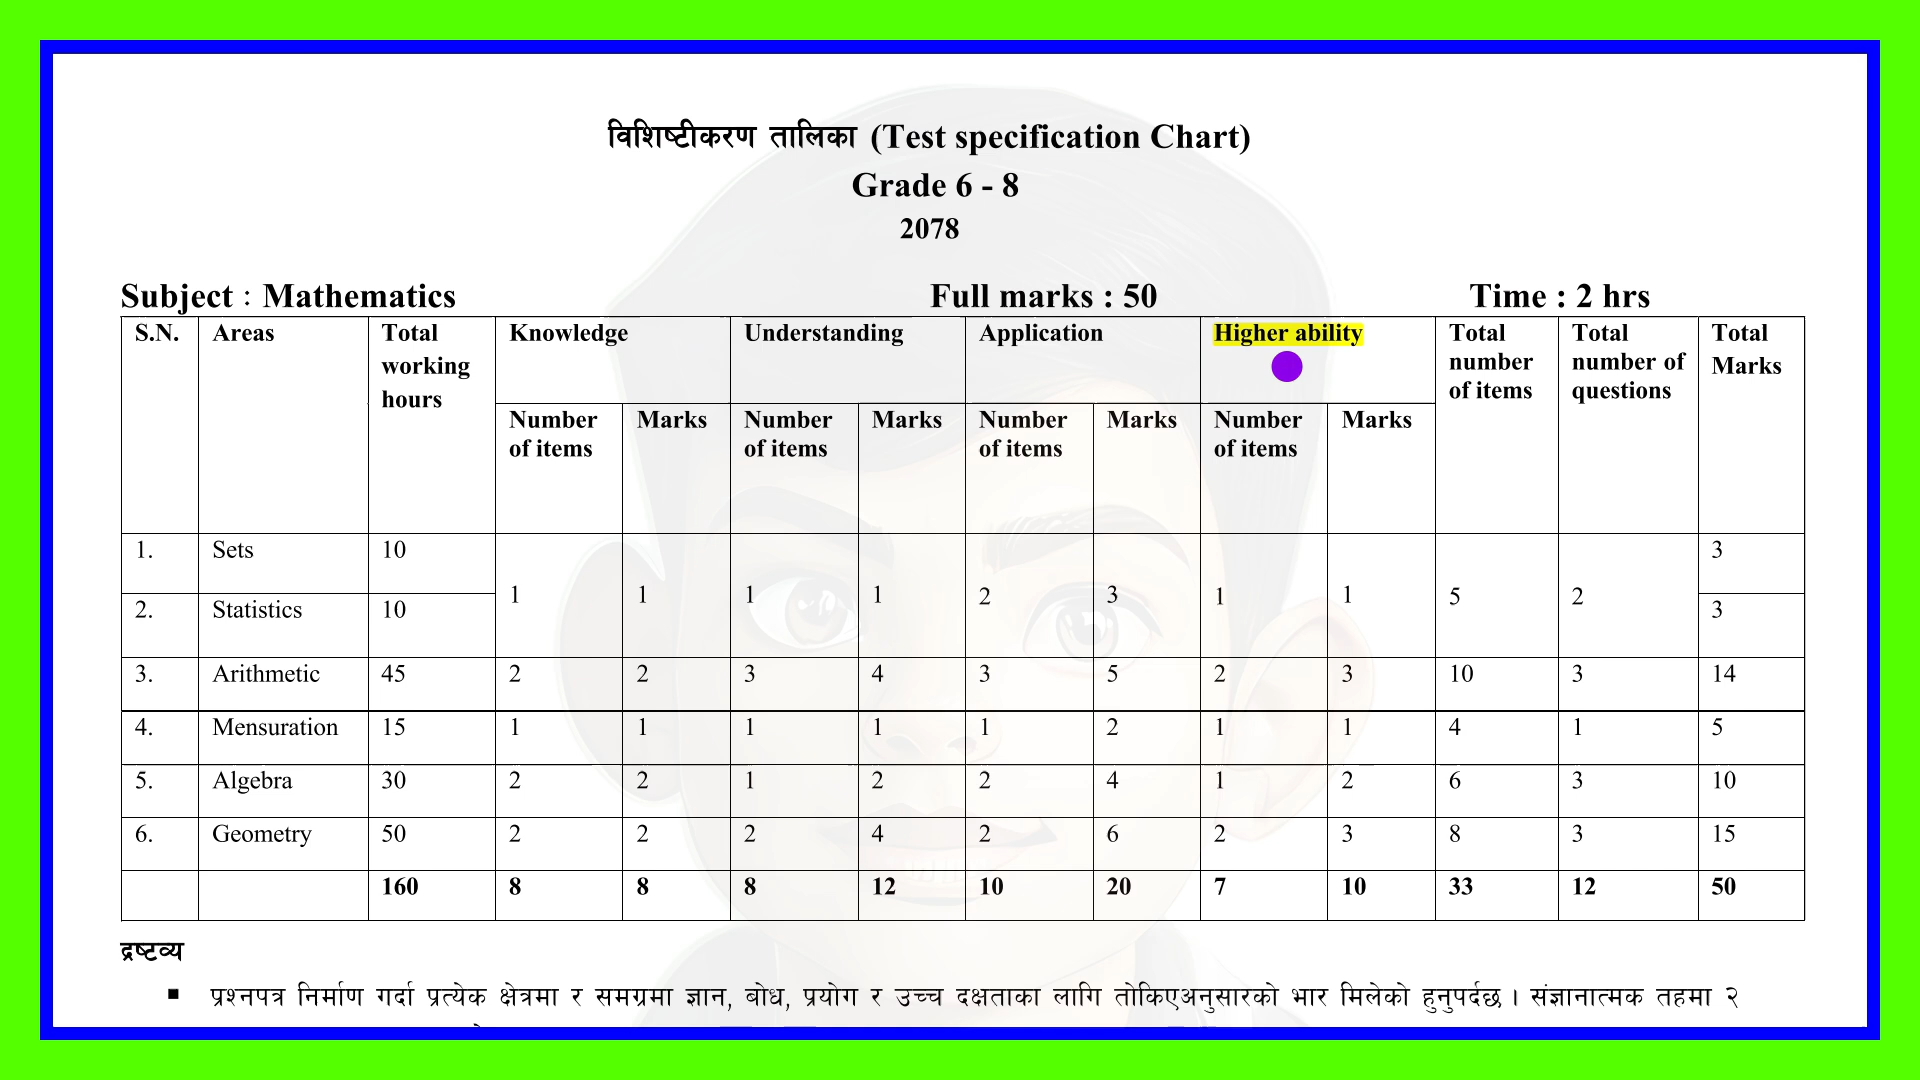 विशिष्टीकरण तालिका (Test specification Chart)
Grade 6 - 8
2078
Subject : Mathematics Full marks : 50 Time : 2 hrs
S.N. Areas Total working hours Knowledge Understanding Application Higher ability Total number of items Total number of questions Total Marks
Number of items Marks Number of items Marks Number of items Marks Number of items Marks
1. Sets 10 1 1 1 1 2 3 1 1 5 2 3
2. Statistics 10 3
3. Arithmetic 45 2 2 3 4 3 5 2 3 10 3 14
4. Mensuration 15 1 1 1 1 1 2 1 1 4 1 5
5. Algebra 30 2 2 1 2 2 4 1 2 6 3 10
6. Geometry 50 2 2 2 4 2 6 2 3 8 3 15
160 8 8 8 12 10 20 7 10 33 12 50
द्रष्टव्य
▪ प्रश्नपत्र निर्माण गर्दा प्रत्येक क्षेत्रमा र समग्रमा ज्ञान, बोध, प्रयोग र उच्च दक्षताका लागि तोकिएअनुसारको भार मिलेको हुनुपर्दछ । संज्ञानात्मक तहमा २